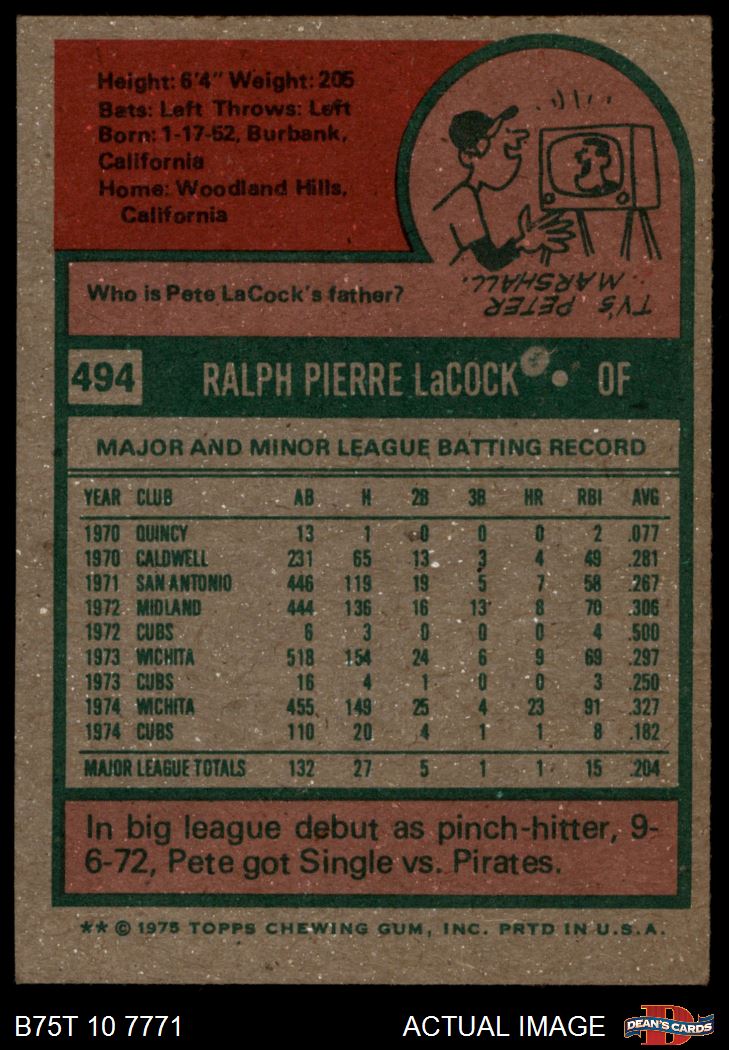 Height: 6'4" Weight: 205
Bats: Left Throws: Left
Born: 1-17-52, Burbank,
California
Home: Woodland Hills,
California
Who is Pete LaCock's father?
TV'S PETER
MARSHALL.
494 RALPH PIERRE LaCOCK • OF
MAJOR AND MINOR LEAGUE BATTING RECORD
YEAR CLUB AB H 2B 3B HR RBI AVG
1970 QUINCY 13 1 0 0 0 2 .077
1970 CALDWELL 231 65 13 3 4 49 .281
1971 SAN ANTONIO 446 119 19 5 7 58 .267
1972 MIDLAND 444 136 16 13 8 70 .306
1972 CUBS 6 3 0 0 0 4 .500
1973 WICHITA 518 154 24 6 9 69 .297
1973 CUBS 16 4 1 0 0 3 .250
1974 WICHITA 455 149 25 4 23 91 .327
1974 CUBS 110 20 4 1 1 8 .182
MAJOR LEAGUE TOTALS 132 27 5 1 1 15 .204
In big league debut as pinch-hitter, 9-
6-72, Pete got Single vs. Pirates.
** © 1975 TOPPS CHEWING GUM, INC. PRTD IN U.S.A.
B75T 10 7771 ACTUAL IMAGE D DEAN'S CARDS